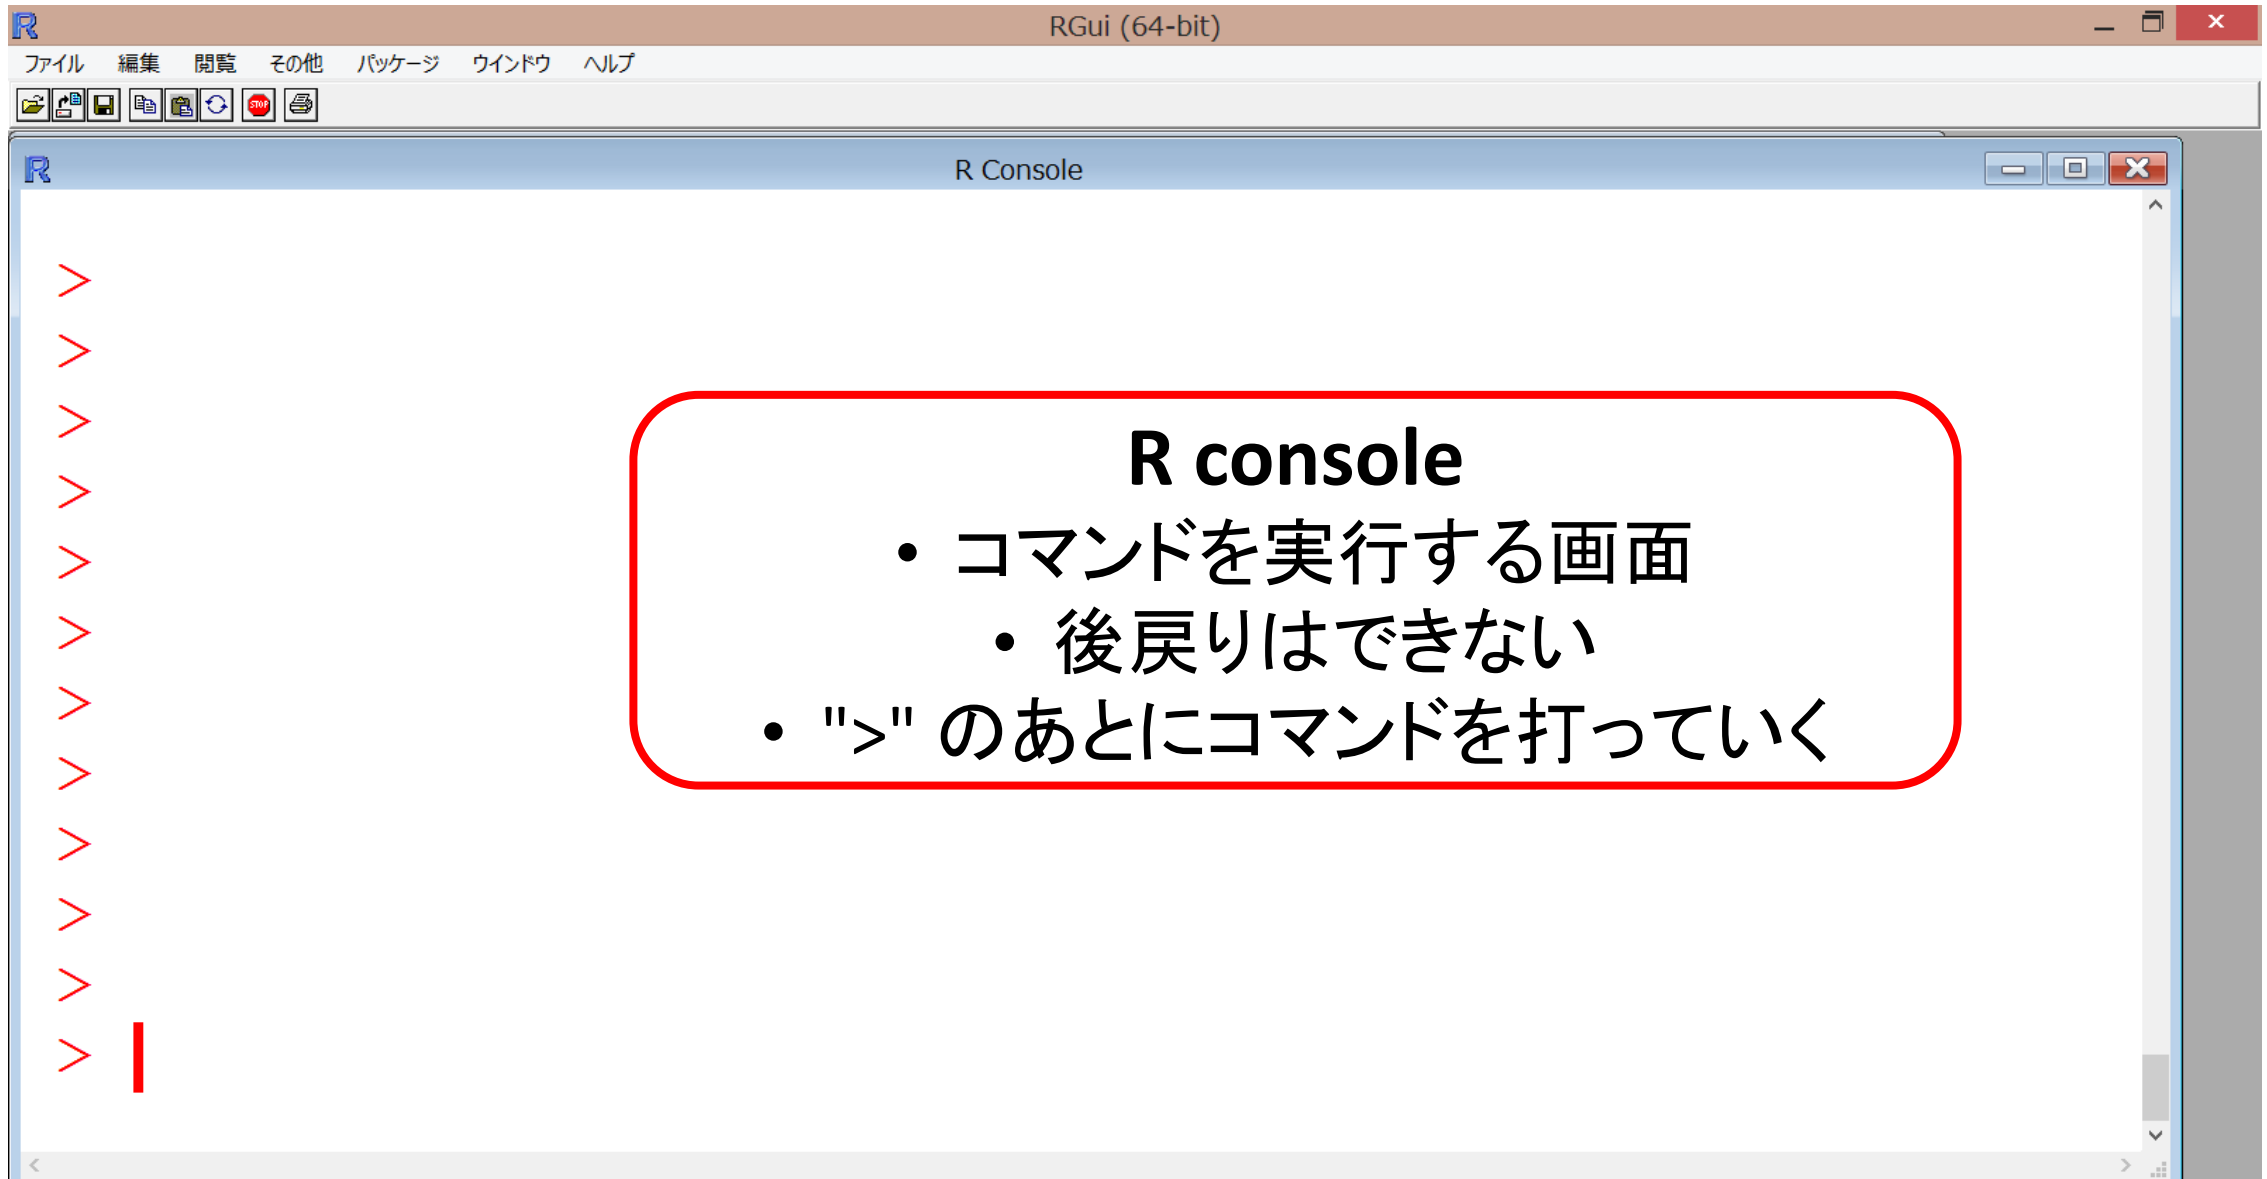 RGui (64-bit)
ファイル 編集 閲覧 その他 パッケージ ウインドウ ヘルプ
STOP
R Console
>
>
>
>
>
>
>
>
>
>
>
>
R console
• コマンドを実行する画面
• 後戻りはできない
• ">" のあとにコマンドを打っていく